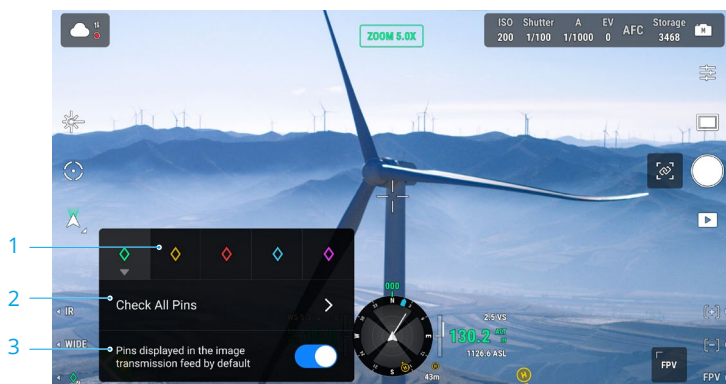 ZOOM 5.0X
ISO Shutter A EV Storage
200 1/100 1/1000 0 AFC 3468
M
1
2
3
Check All Pins
Pins displayed in the image
transmission feed by default
IR
WIDE
N
000
N
E
S
2.5 VS
130.2 ALT
m
1126.6 ASL
43m
H
FPV
FPV